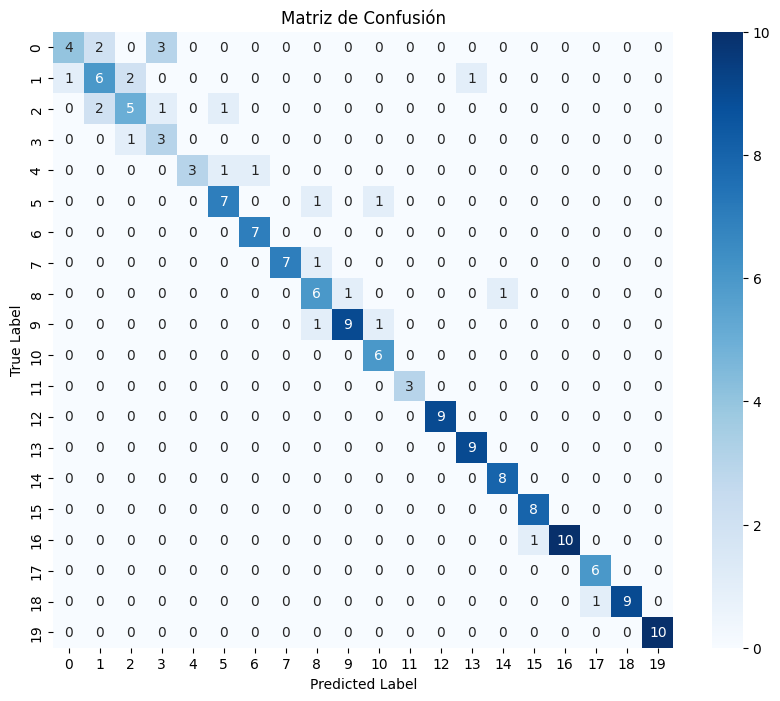 Matriz de Confusión
True Label
0 4 2 0 3 0 0 0 0 0 0 0 0 0 0 0 0 0 0 0 0
1 1 6 2 0 0 0 0 0 0 0 0 0 0 1 0 0 0 0 0 0
2 0 2 5 1 0 1 0 0 0 0 0 0 0 0 0 0 0 0 0 0
3 0 0 1 3 0 0 0 0 0 0 0 0 0 0 0 0 0 0 0 0
4 0 0 0 0 3 1 1 0 0 0 0 0 0 0 0 0 0 0 0 0
5 0 0 0 0 0 7 0 0 1 0 1 0 0 0 0 0 0 0 0 0
6 0 0 0 0 0 0 7 0 0 0 0 0 0 0 0 0 0 0 0 0
7 0 0 0 0 0 0 0 7 1 0 0 0 0 0 0 0 0 0 0 0
8 0 0 0 0 0 0 0 0 6 1 0 0 0 0 1 0 0 0 0 0
9 0 0 0 0 0 0 0 0 1 9 1 0 0 0 0 0 0 0 0 0
10 0 0 0 0 0 0 0 0 0 0 6 0 0 0 0 0 0 0 0 0
11 0 0 0 0 0 0 0 0 0 0 0 3 0 0 0 0 0 0 0 0
12 0 0 0 0 0 0 0 0 0 0 0 0 9 0 0 0 0 0 0 0
13 0 0 0 0 0 0 0 0 0 0 0 0 0 9 0 0 0 0 0 0
14 0 0 0 0 0 0 0 0 0 0 0 0 0 0 8 0 0 0 0 0
15 0 0 0 0 0 0 0 0 0 0 0 0 0 0 0 8 0 0 0 0
16 0 0 0 0 0 0 0 0 0 0 0 0 0 0 0 1 10 0 0 0
17 0 0 0 0 0 0 0 0 0 0 0 0 0 0 0 0 0 6 0 0
18 0 0 0 0 0 0 0 0 0 0 0 0 0 0 0 0 0 1 9 0
19 0 0 0 0 0 0 0 0 0 0 0 0 0 0 0 0 0 0 0 10
0 1 2 3 4 5 6 7 8 9 10 11 12 13 14 15 16 17 18 19
Predicted Label
10
8
6
4
2
0